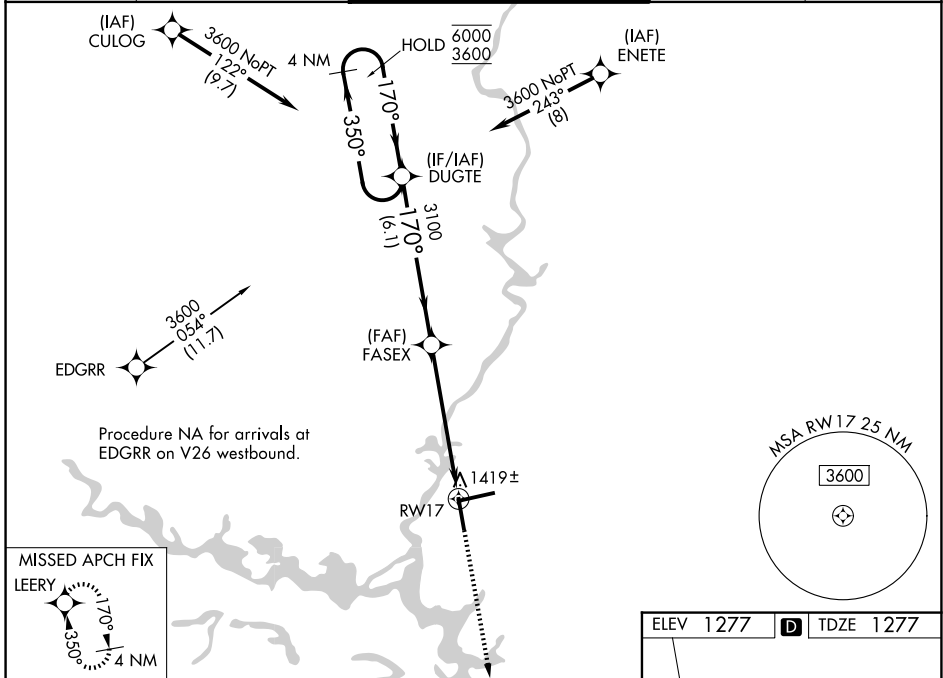 (IAF)
CULOG
3600 NoPT
122°
(9.7)
4 NM
HOLD
6000
3600
170°
350°
(IAF)
ENETE
3600 NoPT
243°
(8)
(IF/IAF)
DUGTE
3100
170°
(6.1)
3600
054°
(11.7)
EDGRR
(FAF)
FASEX
Procedure NA for arrivals at
EDGRR on V26 westbound.
1419±
RW17
MSA RW17 25 NM
3600
MISSED APCH FIX
LEERY
170°
350°
4 NM
ELEV 1277 D TDZE 1277